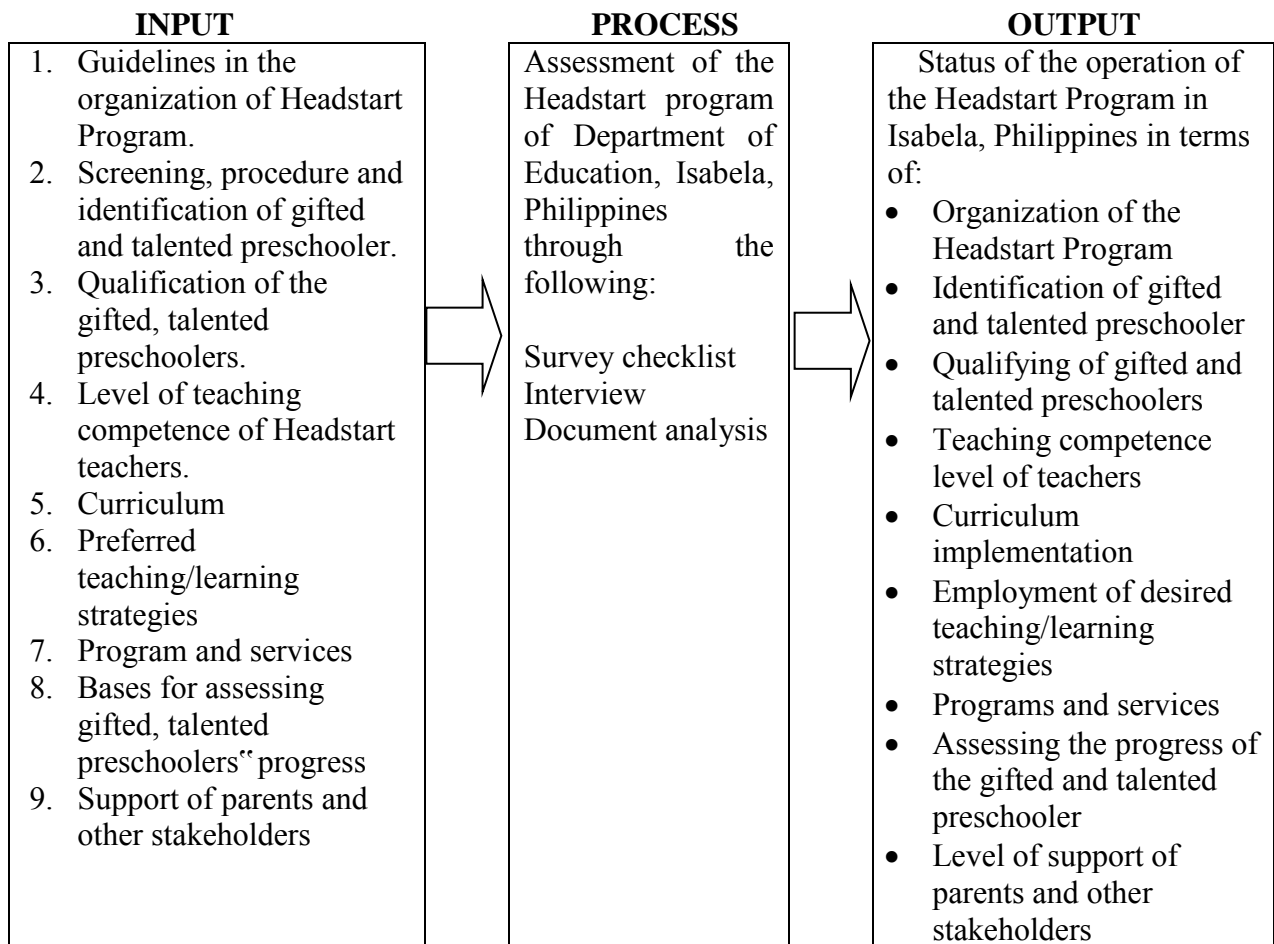 INPUT
1. Guidelines in the
organization of Headstart
Program.
2. Screening, procedure and
identification of gifted
and talented preschooler.
3. Qualification of the
gifted, talented
preschoolers.
4. Level of teaching
competence of Headstart
teachers.
5. Curriculum
6. Preferred
teaching/learning
strategies
7. Program and services
8. Bases for assessing
gifted, talented
preschoolers‟ progress
9. Support of parents and
other stakeholders
PROCESS
Assessment of the
Headstart program
of Department of
Education, Isabela,
Philippines
through the
following:
Survey checklist
Interview
Document analysis
OUTPUT
Status of the operation of
the Headstart Program in
Isabela, Philippines in terms
of:
• Organization of the
Headstart Program
• Identification of gifted
and talented preschooler
• Qualifying of gifted and
talented preschoolers
• Teaching competence
level of teachers
• Curriculum
implementation
• Employment of desired
teaching/learning
strategies
• Programs and services
• Assessing the progress of
the gifted and talented
preschooler
• Level of support of
parents and other
stakeholders